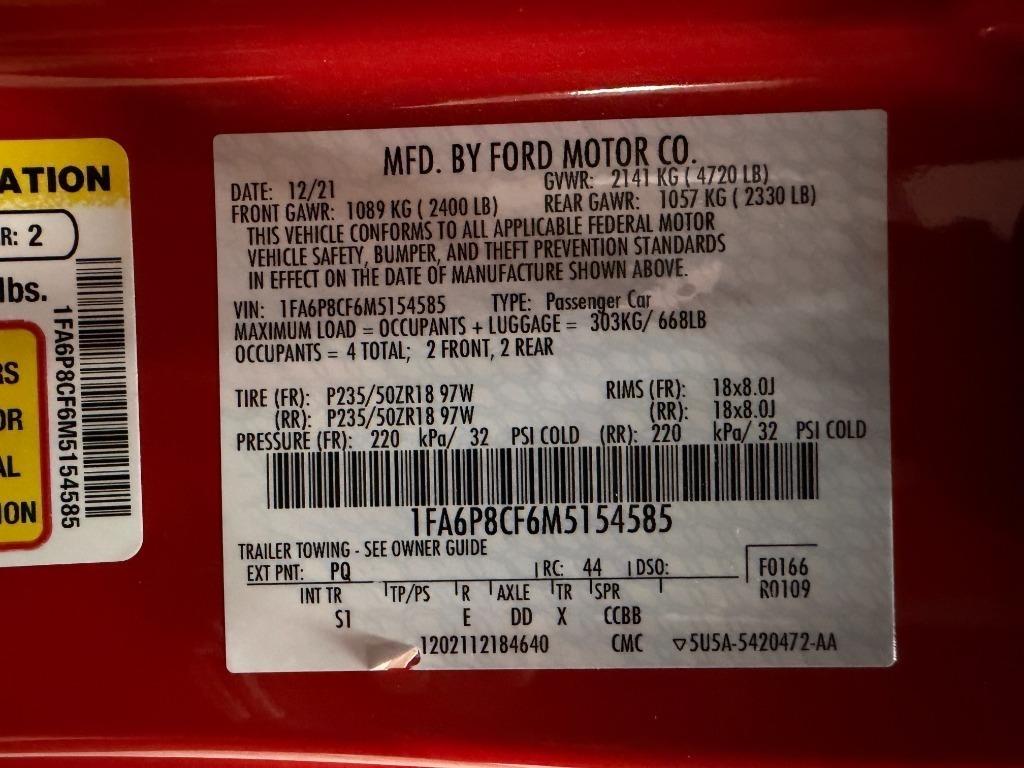 ATION
R: 2
lbs.
RS
OR
AL
ION
1FA6P8CF6M5154585
MFD. BY FORD MOTOR CO.
DATE: 12/21 GVWR: 2141 KG ( 4720 LB)
FRONT GAWR: 1089 KG ( 2400 LB) REAR GAWR: 1057 KG ( 2330 LB)
THIS VEHICLE CONFORMS TO ALL APPLICABLE FEDERAL MOTOR
VEHICLE SAFETY, BUMPER, AND THEFT PREVENTION STANDARDS
IN EFFECT ON THE DATE OF MANUFACTURE SHOWN ABOVE.
VIN: 1FA6P8CF6M5154585 TYPE: Passenger Car
MAXIMUM LOAD = OCCUPANTS + LUGGAGE = 303KG/ 668LB
OCCUPANTS = 4 TOTAL; 2 FRONT, 2 REAR
TIRE (FR): P235/50ZR18 97W RIMS (FR): 18x8.0J
(RR): P235/50ZR18 97W (RR): 18x8.0J
PRESSURE (FR): 220 kPa/ 32 PSI COLD (RR): 220 kPa/ 32 PSI COLD
1FA6P8CF6M5154585
TRAILER TOWING - SEE OWNER GUIDE
EXT PNT: PQ RC: 44 DSO: F0166
R0109
INT TR TP/PS R AXLE TR SPR
S1 E DD X CCBB
1202112184640 CMC ▽5U5A-5420472-AA